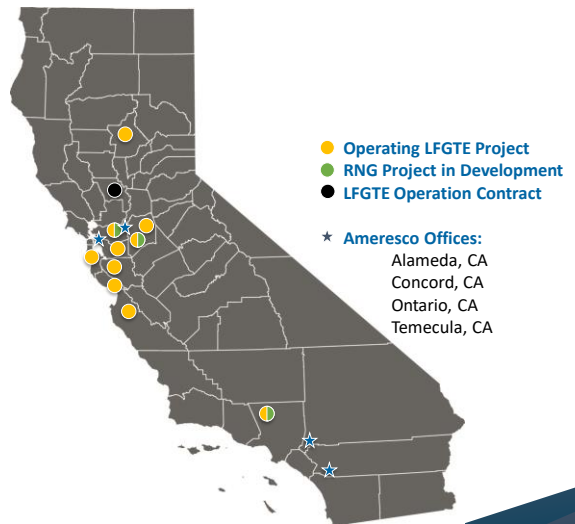 Operating LFGTE Project
RNG Project in Development
LFGTE Operation Contract
Ameresco Offices:
Alameda, CA
Concord, CA
Ontario, CA
Temecula, CA